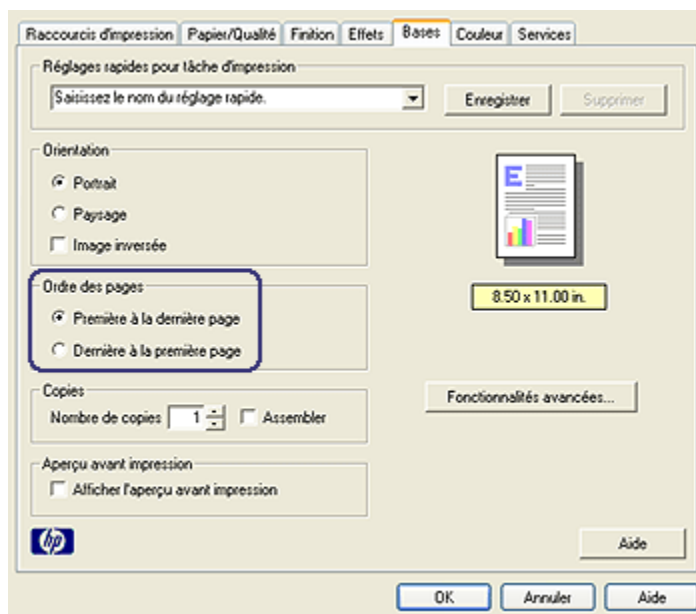 Raccourcis d'impression Papier/Qualité Finition Effets Bases Couleur Services
Réglages rapides pour tâche d'impression
Saisissez le nom du réglage rapide. Enregistrer Supprimer
Orientation
Portrait
Paysage
Image inversée
E
8.50 x 11.00 in.
Ordre des pages
Première à la dernière page
Dernière à la première page
Copies
Nombre de copies 1 Assembler
Fonctionnalités avancées...
Aperçu avant impression
Afficher l'aperçu avant impression
hp
Aide
OK Annuler Aide